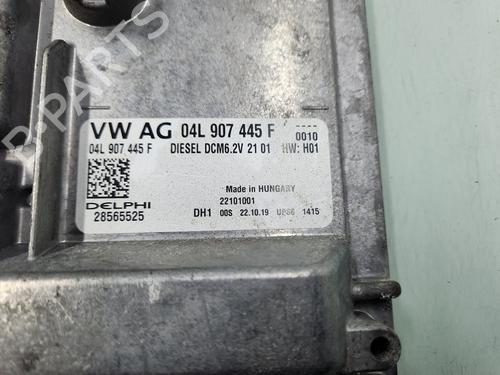 B-PARTS
VW AG 04L 907 445 F
0010
04L 907 445 F DIESEL DCM6.2V 21 01 HW: H01
DELPHI
28565525
Made in HUNGARY
22101001
DH1 00S 22.10.19 1415